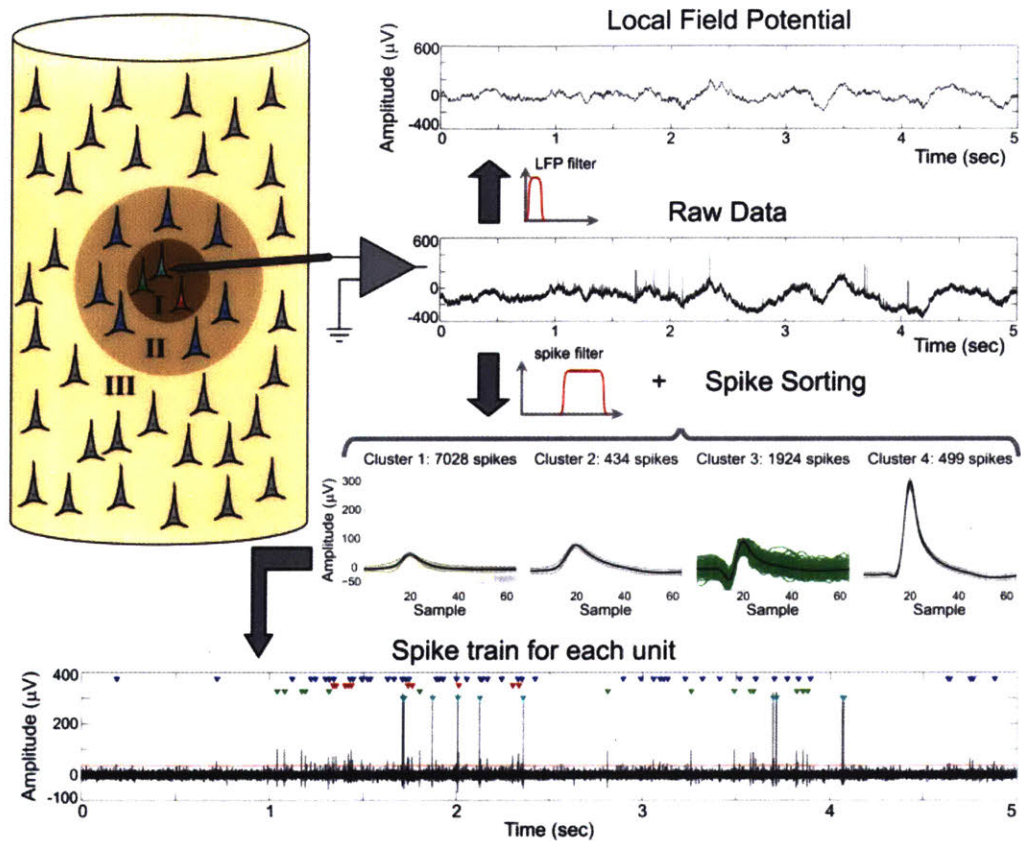 Local Field Potential
Amplitude (µV)
600
0
-400
0 1 2 3 4 5
Time (sec)
LFP filter
Raw Data
600
0
-400
0 1 2 3 4 5
Time (sec)
I
II
III
spike filter
+ Spike Sorting
Cluster 1: 7028 spikes Cluster 2: 434 spikes Cluster 3: 1924 spikes Cluster 4: 499 spikes
Amplitude (µV)
300
200
100
0
-50
20 40 60 20 40 60 20 40 60 20 40 60
Sample Sample Sample Sample
Spike train for each unit
Amplitude (µV)
400
200
0
-100
0 1 2 3 4 5
Time (sec)